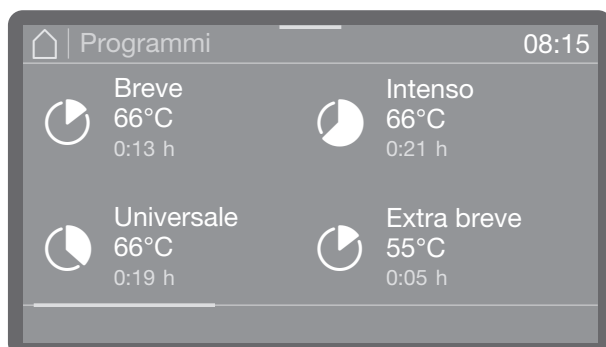 Programmi
08:15
Breve
66°C
0:13 h
Intenso
66°C
0:21 h
Universale
66°C
0:19 h
Extra breve
55°C
0:05 h